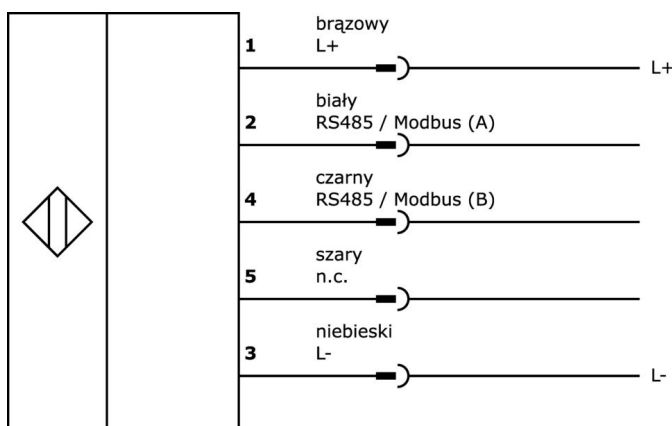 brązowy
1 L+
L+
biały
2 RS485 / Modbus (A)
czarny
4 RS485 / Modbus (B)
szary
5 n.c.
niebieski
3 L-
L-